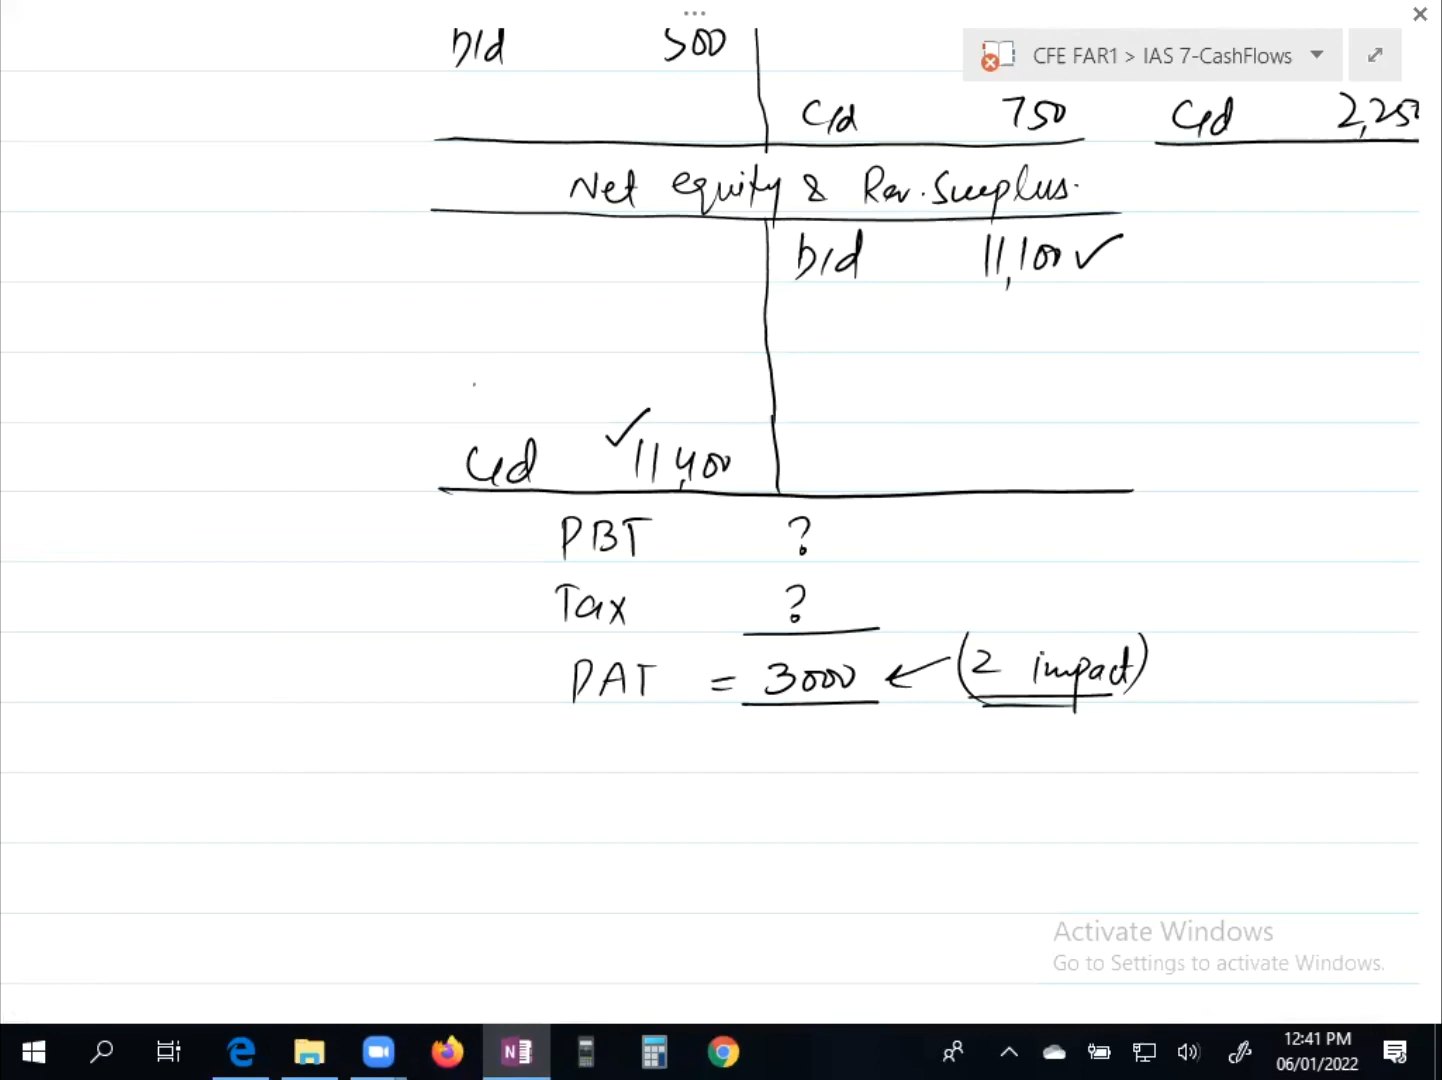 CFE FAR1 > IAS 7-CashFlows
b/d 500
c/d 750 c/d 2,250
Net equity & Rev. Surplus.
b/d 11,100 ✓
c/d ✓ 11,400
PBT ?
Tax ?
PAT = 3000 ← (2 impact)
Activate Windows
Go to Settings to activate Windows.
12:41 PM
06/01/2022